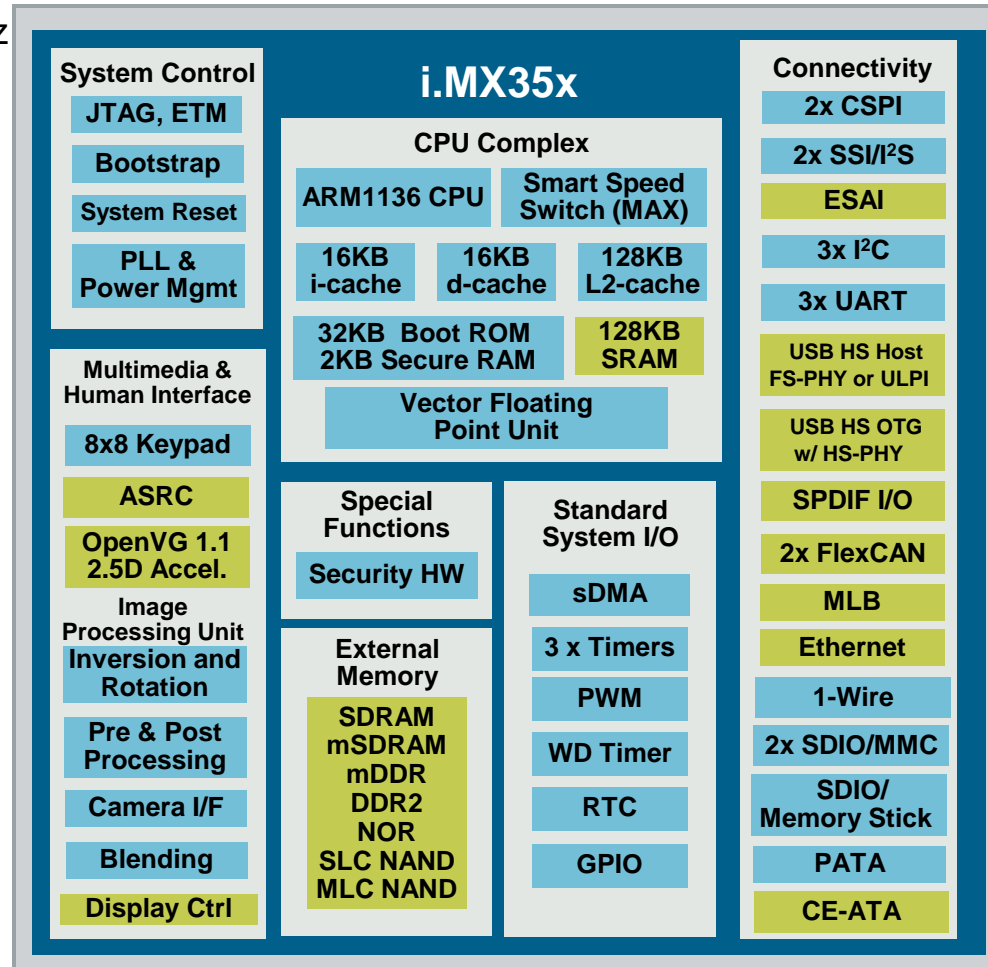 z
i.MX35x
System Control
JTAG, ETM
Bootstrap
System Reset
PLL &
Power Mgmt
Multimedia &
Human Interface
8x8 Keypad
ASRC
OpenVG 1.1
2.5D Accel.
Image
Processing Unit
Inversion and
Rotation
Pre & Post
Processing
Camera I/F
Blending
Display Ctrl
CPU Complex
ARM1136 CPU
Smart Speed
Switch (MAX)
16KB
i-cache
16KB
d-cache
128KB
L2-cache
32KB Boot ROM
2KB Secure RAM
128KB
SRAM
Vector Floating
Point Unit
Special
Functions
Security HW
External
Memory
SDRAM
mSDRAM
mDDR
DDR2
NOR
SLC NAND
MLC NAND
Standard
System I/O
sDMA
3 x Timers
PWM
WD Timer
RTC
GPIO
Connectivity
2x CSPI
2x SSI/I²S
ESAI
3x I²C
3x UART
USB HS Host
FS-PHY or ULPI
USB HS OTG
w/ HS-PHY
SPDIF I/O
2x FlexCAN
MLB
Ethernet
1-Wire
2x SDIO/MMC
SDIO/
Memory Stick
PATA
CE-ATA